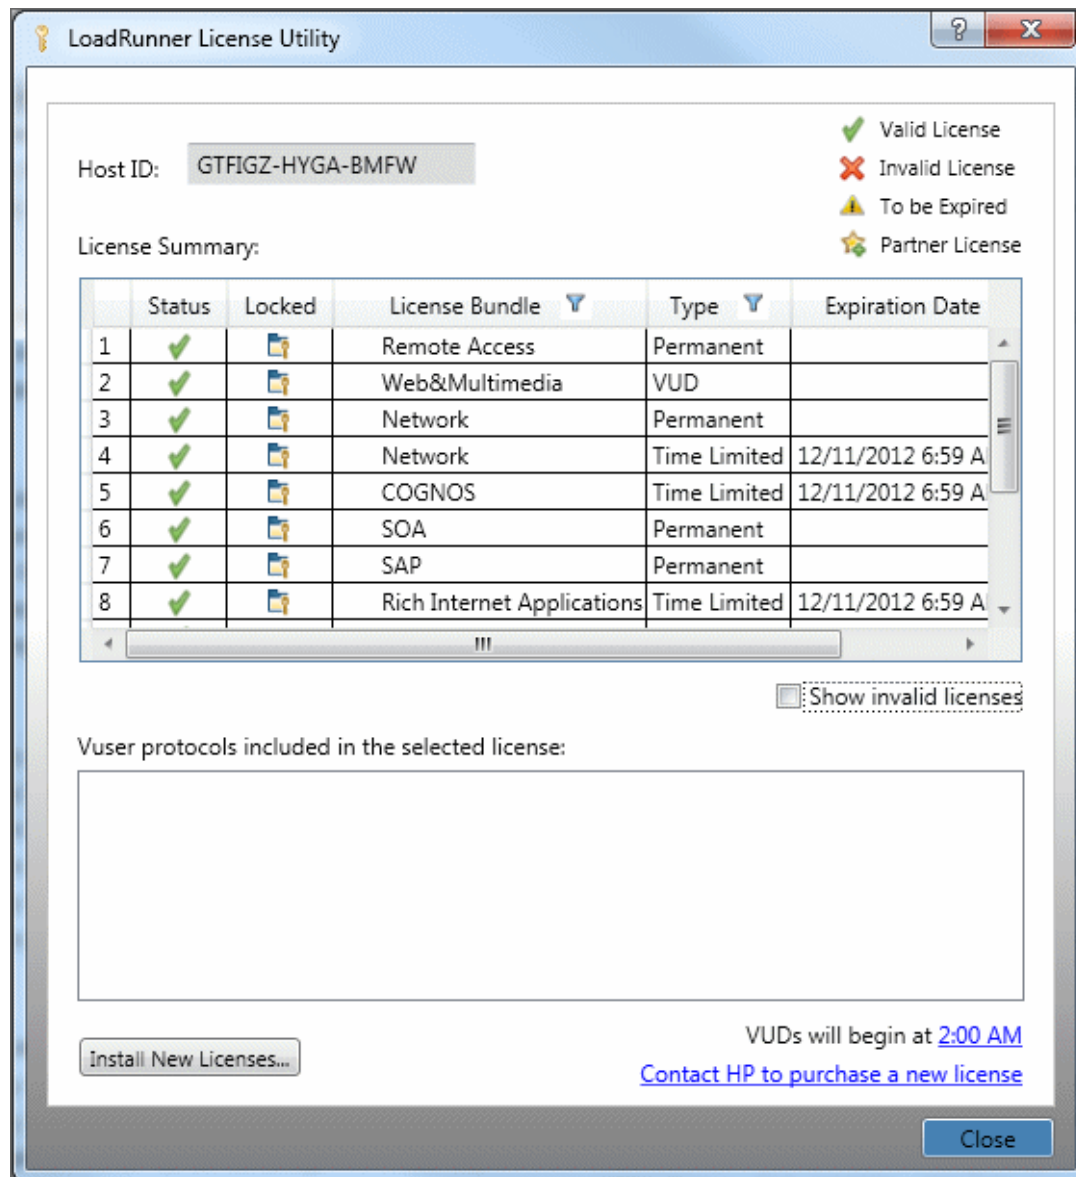 LoadRunner License Utility
?
X
Valid License
Host ID: GTFIGZ-HYGA-BMFW
Invalid License
To be Expired
License Summary:
Partner License
Status Locked License Bundle Type Expiration Date
1 Remote Access Permanent
2 Web&Multimedia VUD
3 Network Permanent
4 Network Time Limited 12/11/2012 6:59 A
5 COGNOS Time Limited 12/11/2012 6:59 A
6 SOA Permanent
7 SAP Permanent
8 Rich Internet Applications Time Limited 12/11/2012 6:59 A
Show invalid licenses
Vuser protocols included in the selected license:
VUDs will begin at 2:00 AM
Install New Licenses...
Contact HP to purchase a new license
Close